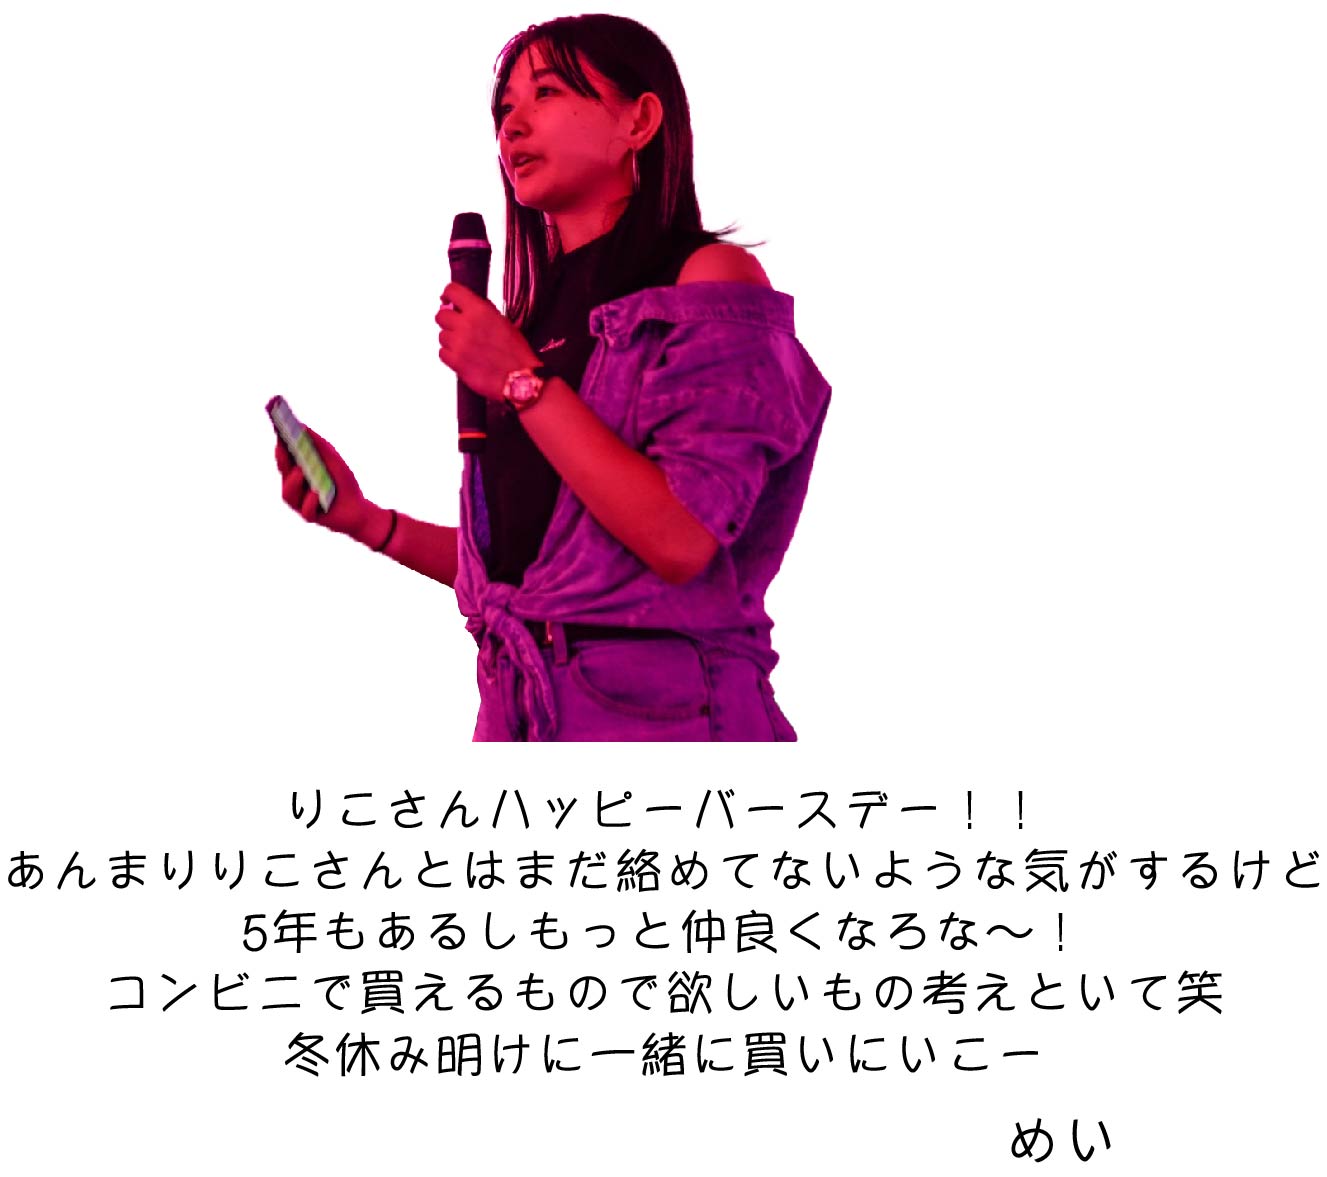 りこさんハッピーバースデー！！
あんまりりこさんとはまだ絡めてないような気がするけど
5年もあるしもっと仲良くなろな〜！
コンビニで買えるもので欲しいもの考えといて笑
冬休み明けに一緒に買いにいこー
めい